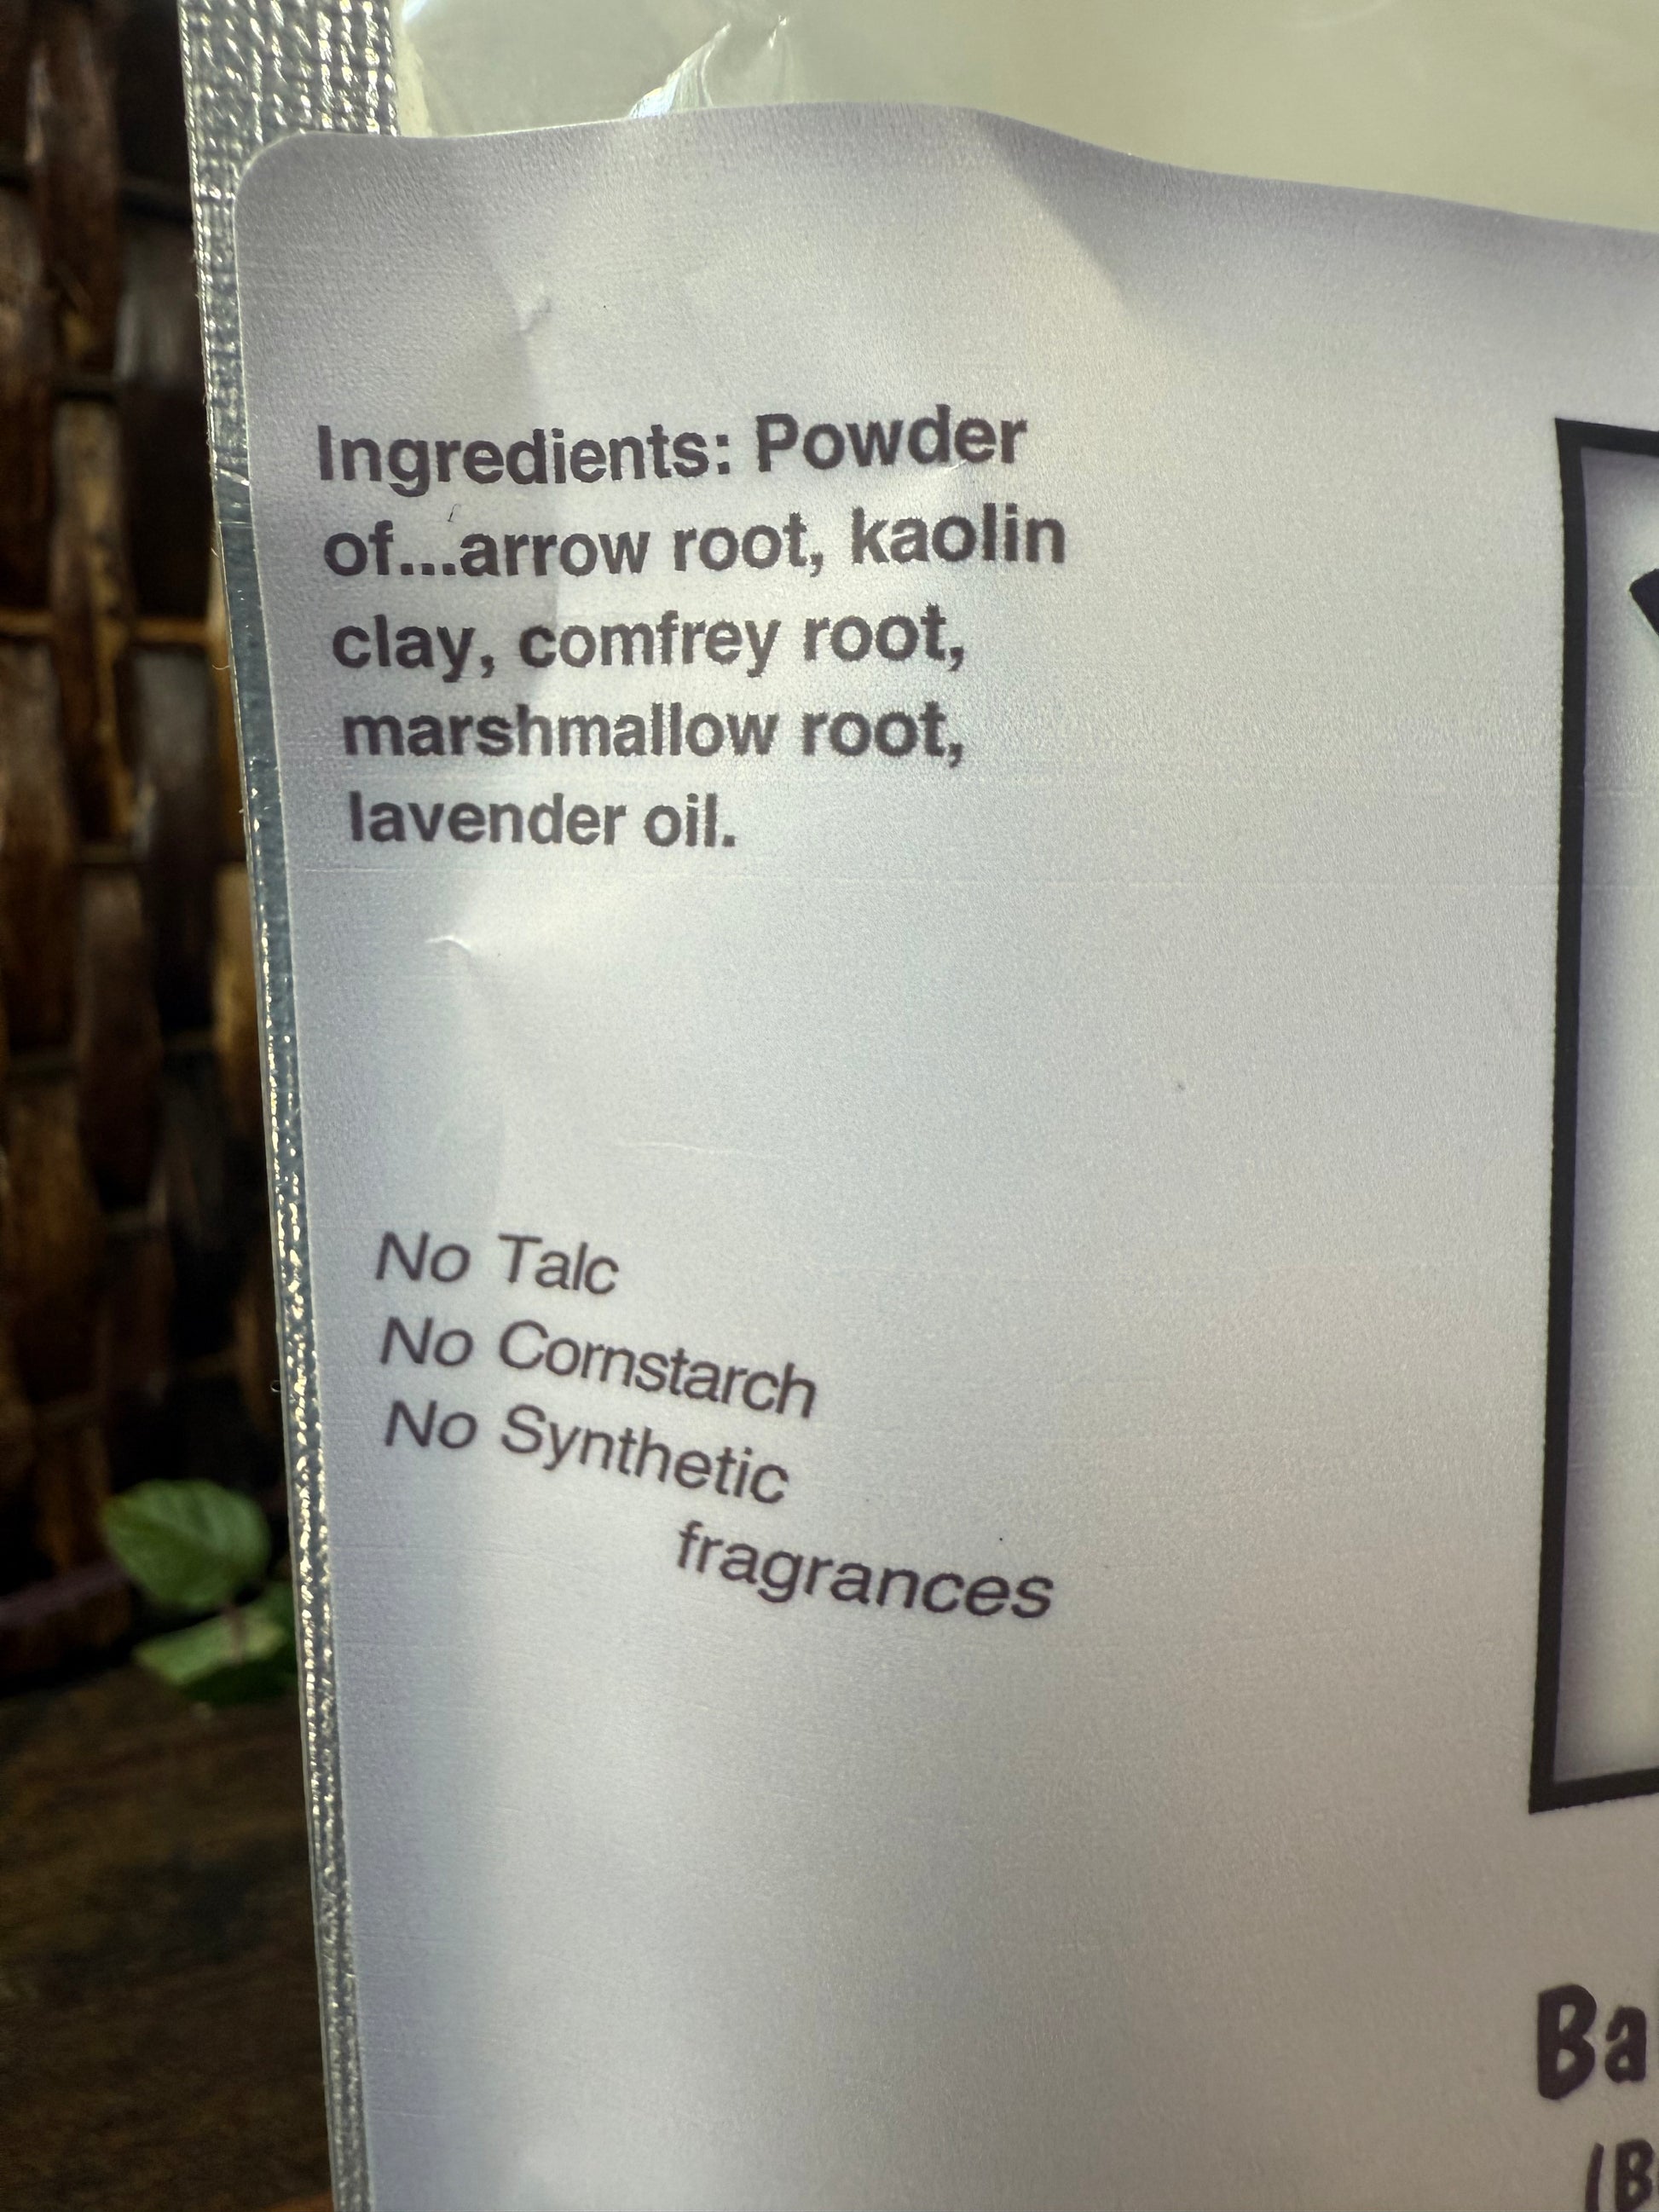 Ingredients: Powder
of...arrow root, kaolin
clay, comfrey root,
marshmallow root,
lavender oil.
No Talc
No Cornstarch
No Synthetic
fragrances
Ba
(B